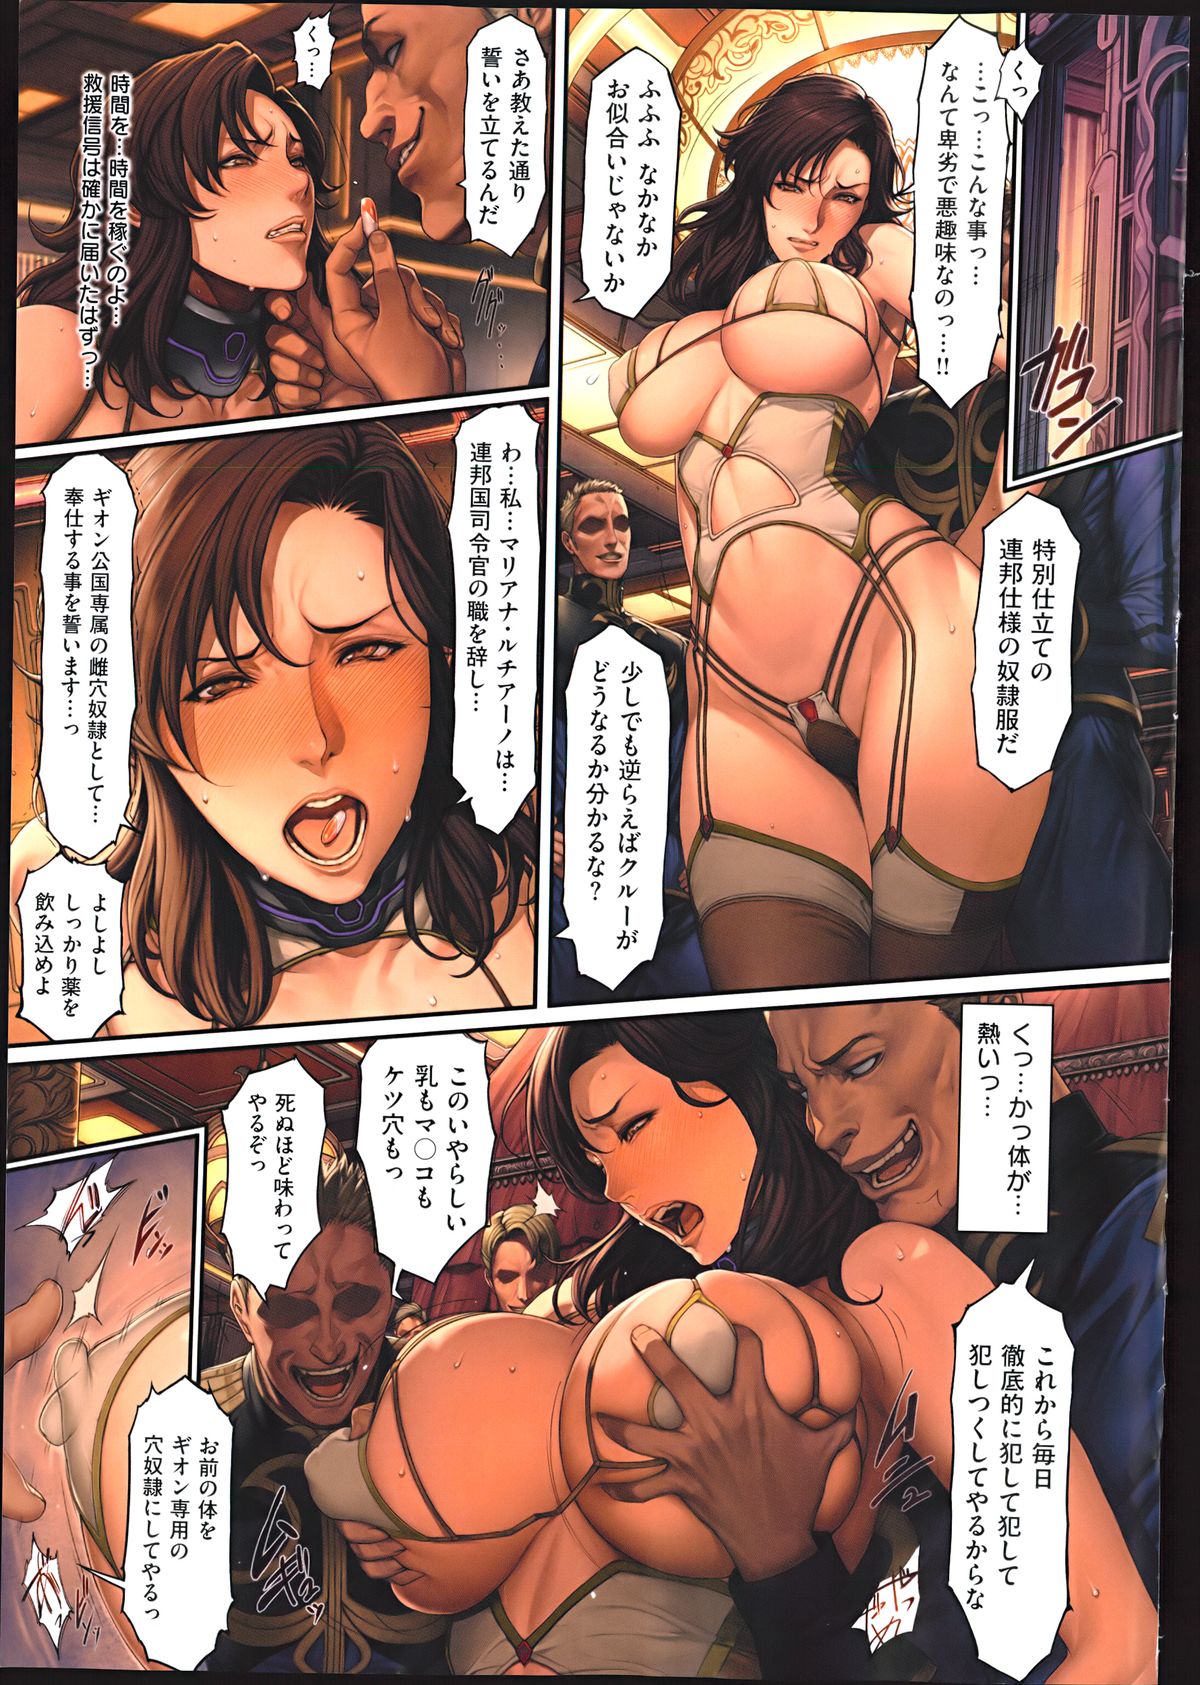 くっ
…こっ…こんな事っ…
なんて卑劣で悪趣味なのっ…!!
ガコン
ふふふ なかなか
お似合いじゃないか
特別仕立ての
連邦仕様の奴隷服だ
少しでも逆らえばクルーが
どうなるか分かるな？
さあ教えた通り
誓いを立てるんだ
ググッ…
くっ…
時間を…時間を稼ぐのよ…
救援信号は確かに届いたはずっ…
わ…私…マリアナ・ルチアーノは…
連邦国司令官の職を辞し…
ギオン公国専属の雌穴奴隷として…
奉仕する事を誓います…っ
よしよし
しっかり薬を
飲み込めよ
くっ…かっ体が…
熱いっ…
これから毎日
徹底的に犯して犯して
犯しつくしてやるからな
ムニュ
このいやらしい
乳もマ○コも
ケツ穴もっ
死ぬほど味わって
やるぞっ
ムギュッ
お前の体を
ギオン専用の
穴奴隷にしてやるっ